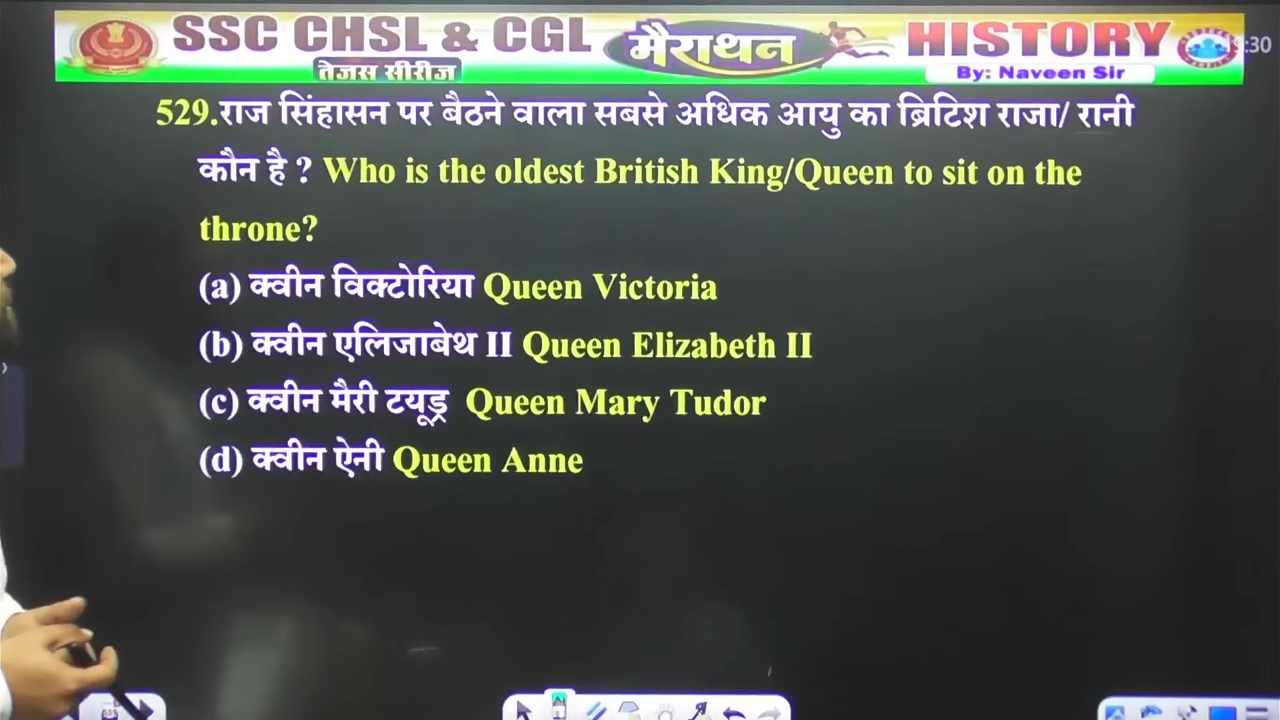 SSC CHSL & CGL मैराथन HISTORY
तेजस सीरीज By: Naveen Sir
:30
529.राज सिंहासन पर बैठने वाला सबसे अधिक आयु का ब्रिटिश राजा/ रानी
कौन है ? Who is the oldest British King/Queen to sit on the
throne?
(a) क्वीन विक्टोरिया Queen Victoria
(b) क्वीन एलिजाबेथ II Queen Elizabeth II
(c) क्वीन मैरी टयूड्र Queen Mary Tudor
(d) क्वीन ऐनी Queen Anne